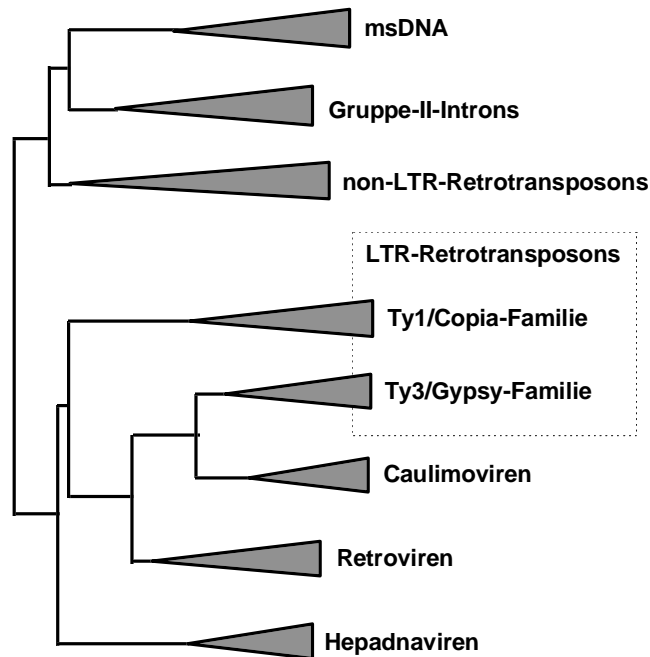 msDNA
Gruppe-II-Introns
non-LTR-Retrotransposons
LTR-Retrotransposons
Ty1/Copia-Familie
Ty3/Gypsy-Familie
Caulimoviren
Retroviren
Hepadnaviren